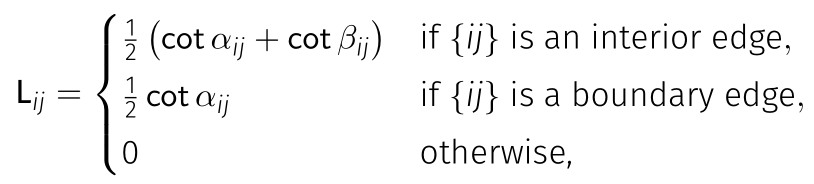 L_{ij} = { ½ (cot α_{ij} + cot β_{ij}) if {ij} is an interior edge,
½ cot α_{ij} if {ij} is a boundary edge,
0 otherwise,